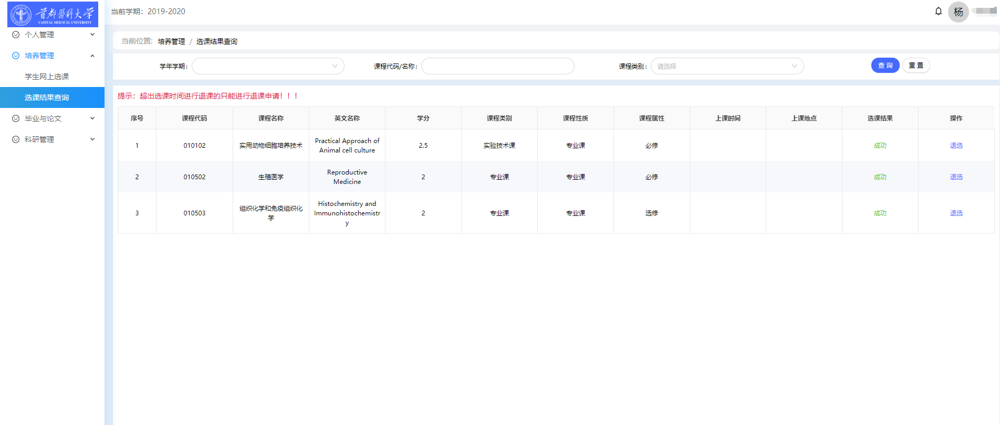 首都醫科大学
CAPITAL MEDICAL UNIVERSITY
当前学期：2019-2020
杨
个人管理
培养管理
学生网上选课
选课结果查询
毕业与论文
科研管理
当前位置: 培养管理 / 选课结果查询
学年学期： 课程代码/名称： 课程类别： 请选择 查 询 重 置
提示：超出选课时间进行退课的只能进行退课申请！！！
序号 课程代码 课程名称 英文名称 学分 课程类别 课程性质 课程属性 上课时间 上课地点 选课结果 操作
1 010102 实用动物细胞培养技术 Practical Approach of
Animal cell culture 2.5 实验技术课 专业课 必修 成功 退选
2 010502 生殖医学 Reproductive
Medicine 2 专业课 专业课 必修 成功 退选
3 010503 组织化学和免疫组织化
学 Histochemistry and
Immunohistochemistr
y 2 专业课 专业课 选修 成功 退选